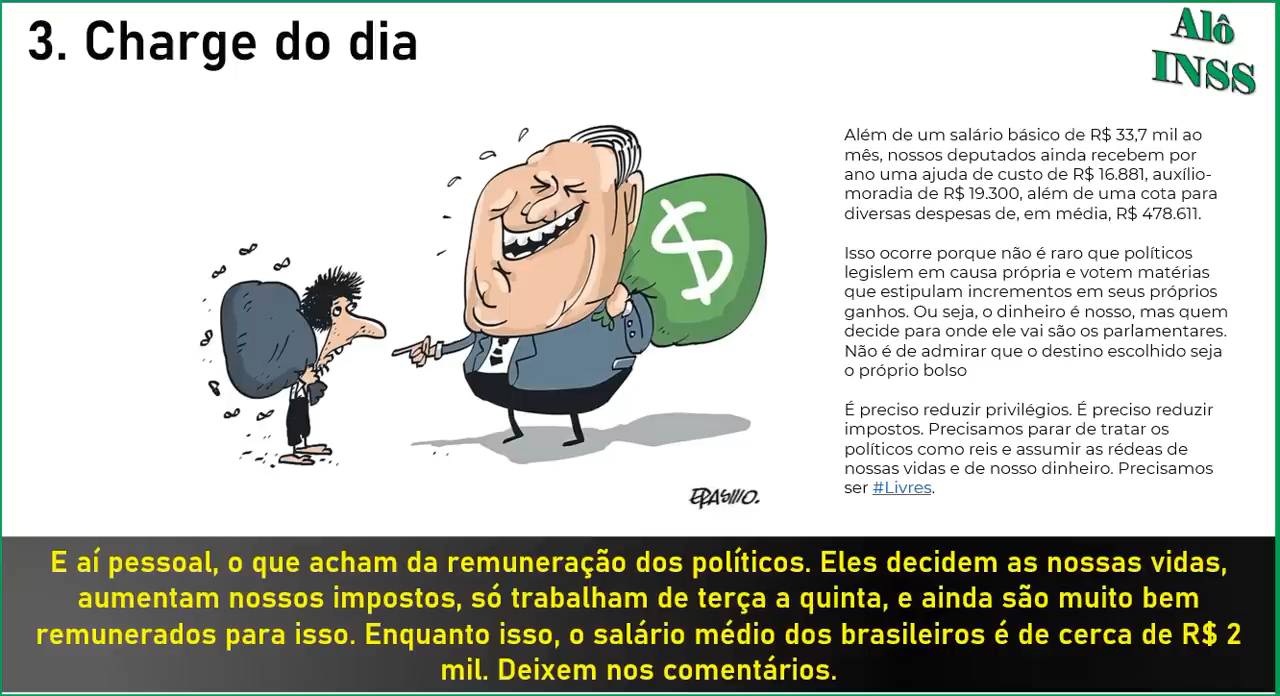 3. Charge do dia
Alô
INSS
Além de um salário básico de R$ 33,7 mil ao
mês, nossos deputados ainda recebem por
ano uma ajuda de custo de R$ 16.881, auxílio-
moradia de R$ 19.300, além de uma cota para
diversas despesas de, em média, R$ 478.611.
Isso ocorre porque não é raro que políticos
legislem em causa própria e votem matérias
que estipulam incrementos em seus próprios
ganhos. Ou seja, o dinheiro é nosso, mas quem
decide para onde ele vai são os parlamentares.
Não é de admirar que o destino escolhido seja
o próprio bolso
É preciso reduzir privilégios. É preciso reduzir
impostos. Precisamos parar de tratar os
políticos como reis e assumir as rédeas de
nossas vidas e de nosso dinheiro. Precisamos
ser #Livres.
$
E aí pessoal, o que acham da remuneração dos políticos. Eles decidem as nossas vidas,
aumentam nossos impostos, só trabalham de terça a quinta, e ainda são muito bem
remunerados para isso. Enquanto isso, o salário médio dos brasileiros é de cerca de R$ 2
mil. Deixem nos comentários.